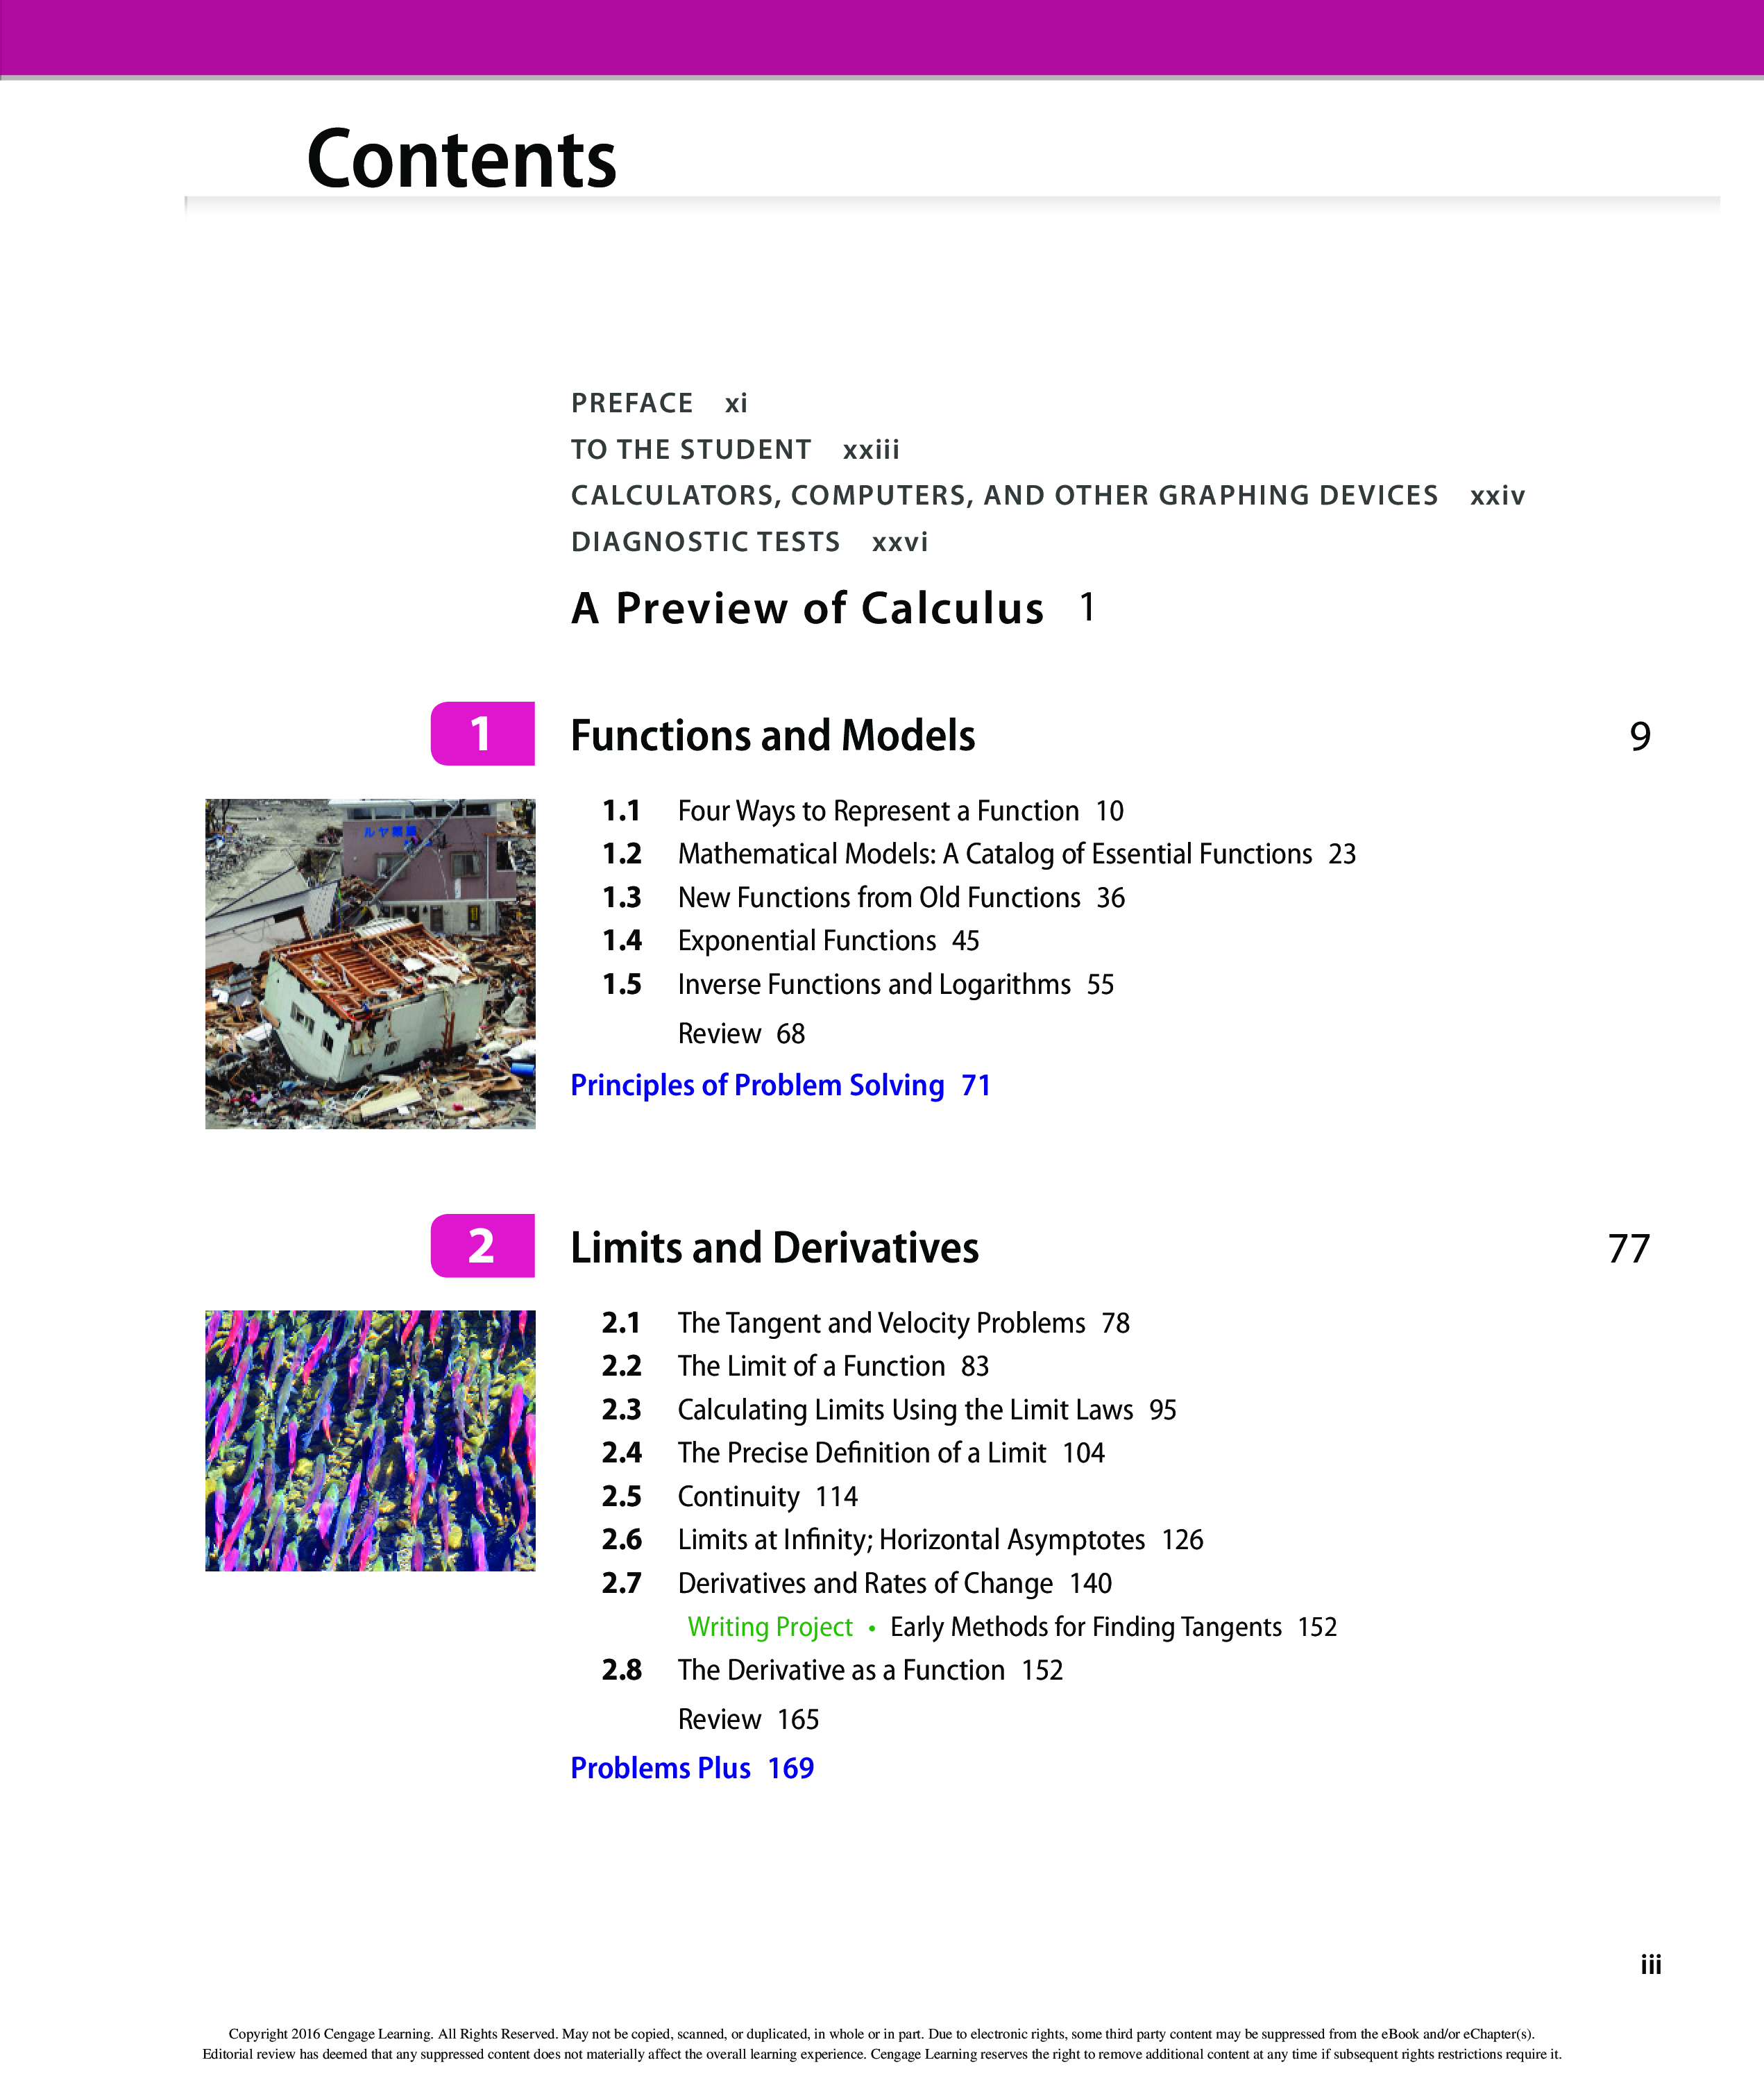 Contents
PREFACE xi
TO THE STUDENT xxiii
CALCULATORS, COMPUTERS, AND OTHER GRAPHING DEVICES xxiv
DIAGNOSTIC TESTS xxvi
A Preview of Calculus 1
1 Functions and Models 9
1.1 Four Ways to Represent a Function 10
1.2 Mathematical Models: A Catalog of Essential Functions 23
1.3 New Functions from Old Functions 36
1.4 Exponential Functions 45
1.5 Inverse Functions and Logarithms 55
Review 68
Principles of Problem Solving 71
2 Limits and Derivatives 77
2.1 The Tangent and Velocity Problems 78
2.2 The Limit of a Function 83
2.3 Calculating Limits Using the Limit Laws 95
2.4 The Precise Definition of a Limit 104
2.5 Continuity 114
2.6 Limits at Infinity; Horizontal Asymptotes 126
2.7 Derivatives and Rates of Change 140
Writing Project • Early Methods for Finding Tangents 152
2.8 The Derivative as a Function 152
Review 165
Problems Plus 169
iii
Copyright 2016 Cengage Learning. All Rights Reserved. May not be copied, scanned, or duplicated, in whole or in part. Due to electronic rights, some third party content may be suppressed from the eBook and/or eChapter(s).
Editorial review has deemed that any suppressed content does not materially affect the overall learning experience. Cengage Learning reserves the right to remove additional content at any time if subsequent rights restrictions require it.